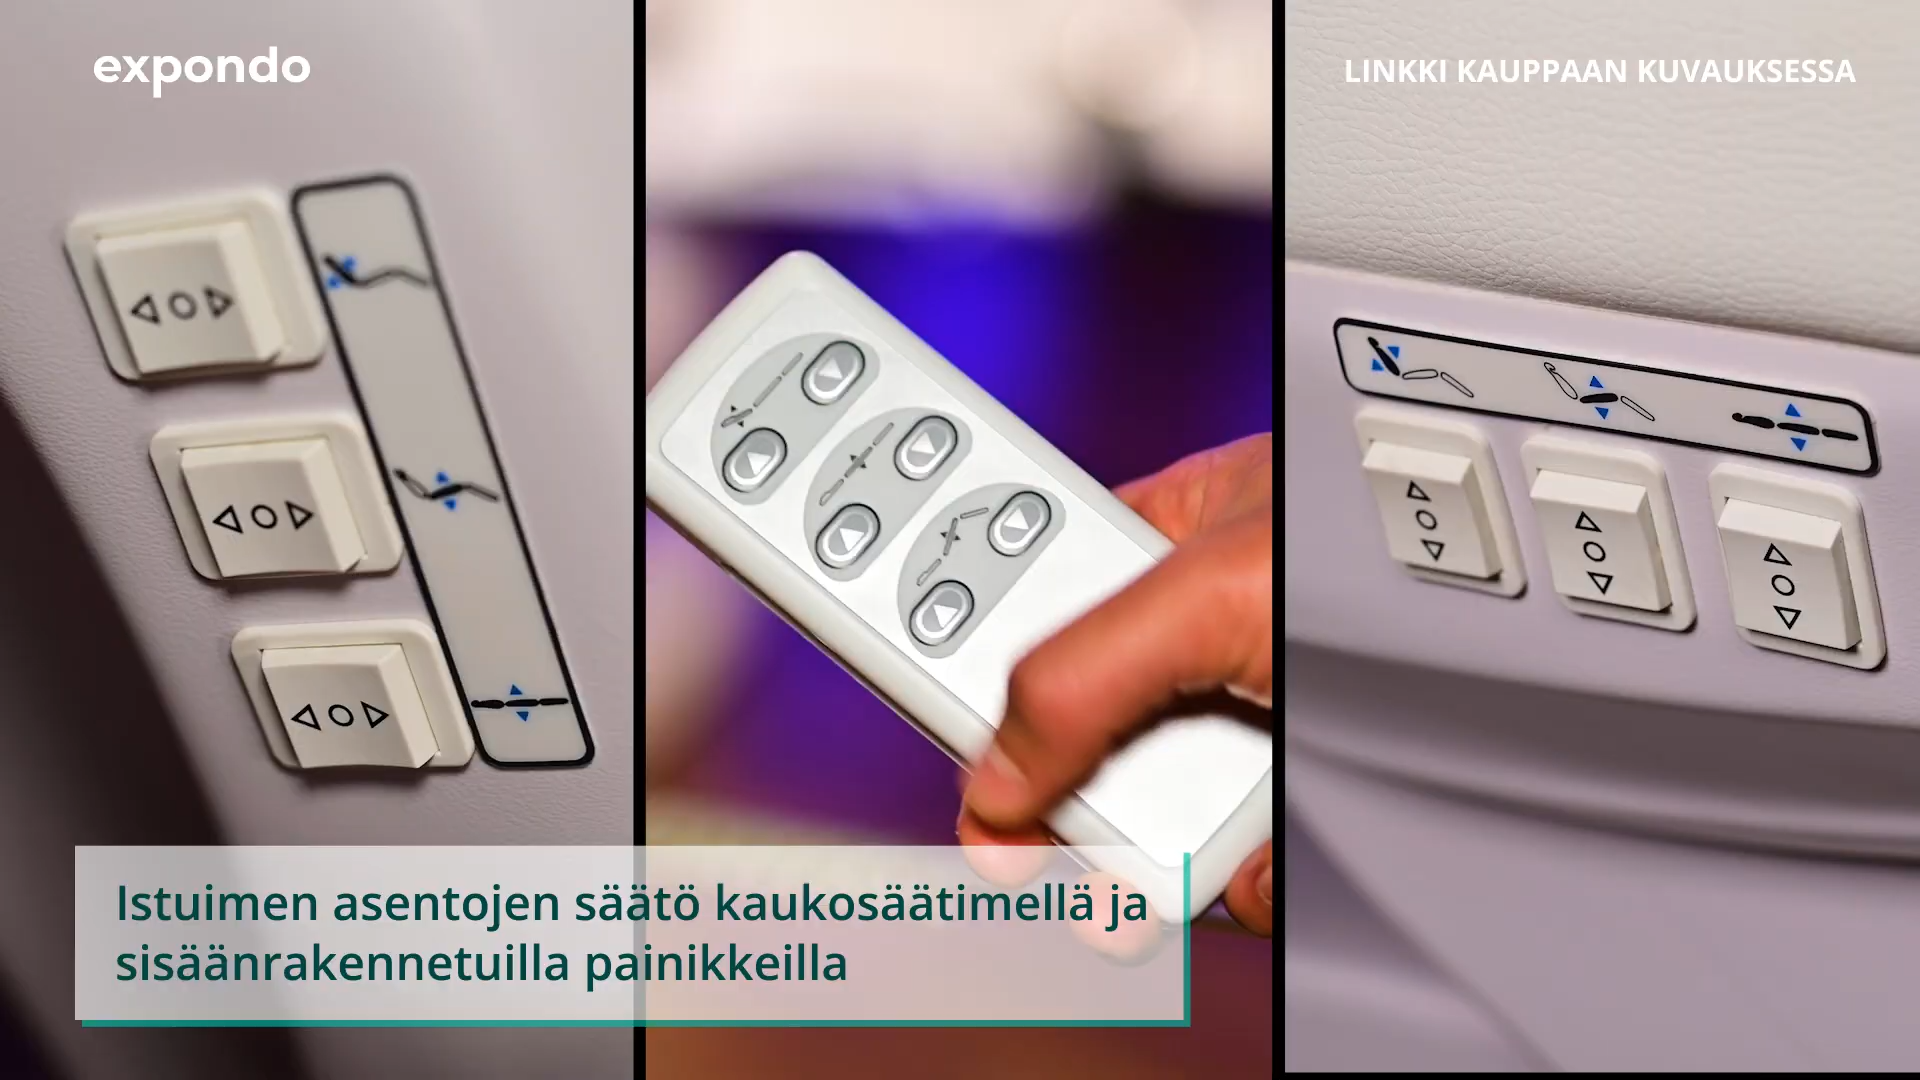 expondo
LINKKI KAUPPAAN KUVAUKSESSA
Istuimen asentojen säätö kaukosäätimellä ja
sisäänrakennetuilla painikkeilla